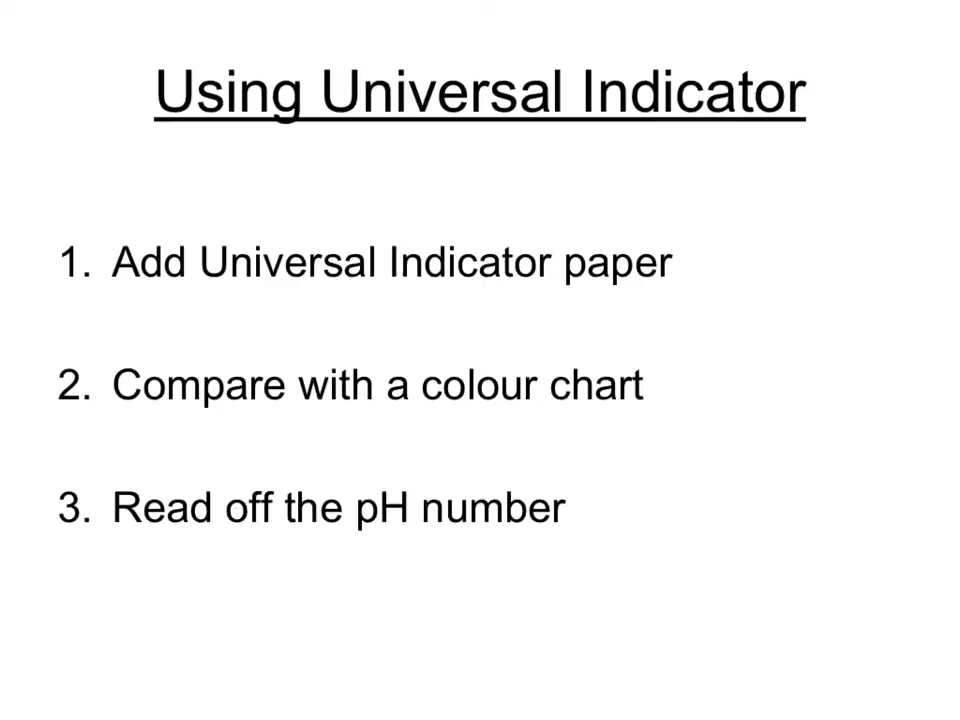 Using Universal Indicator
1. Add Universal Indicator paper
2. Compare with a colour chart
3. Read off the pH number